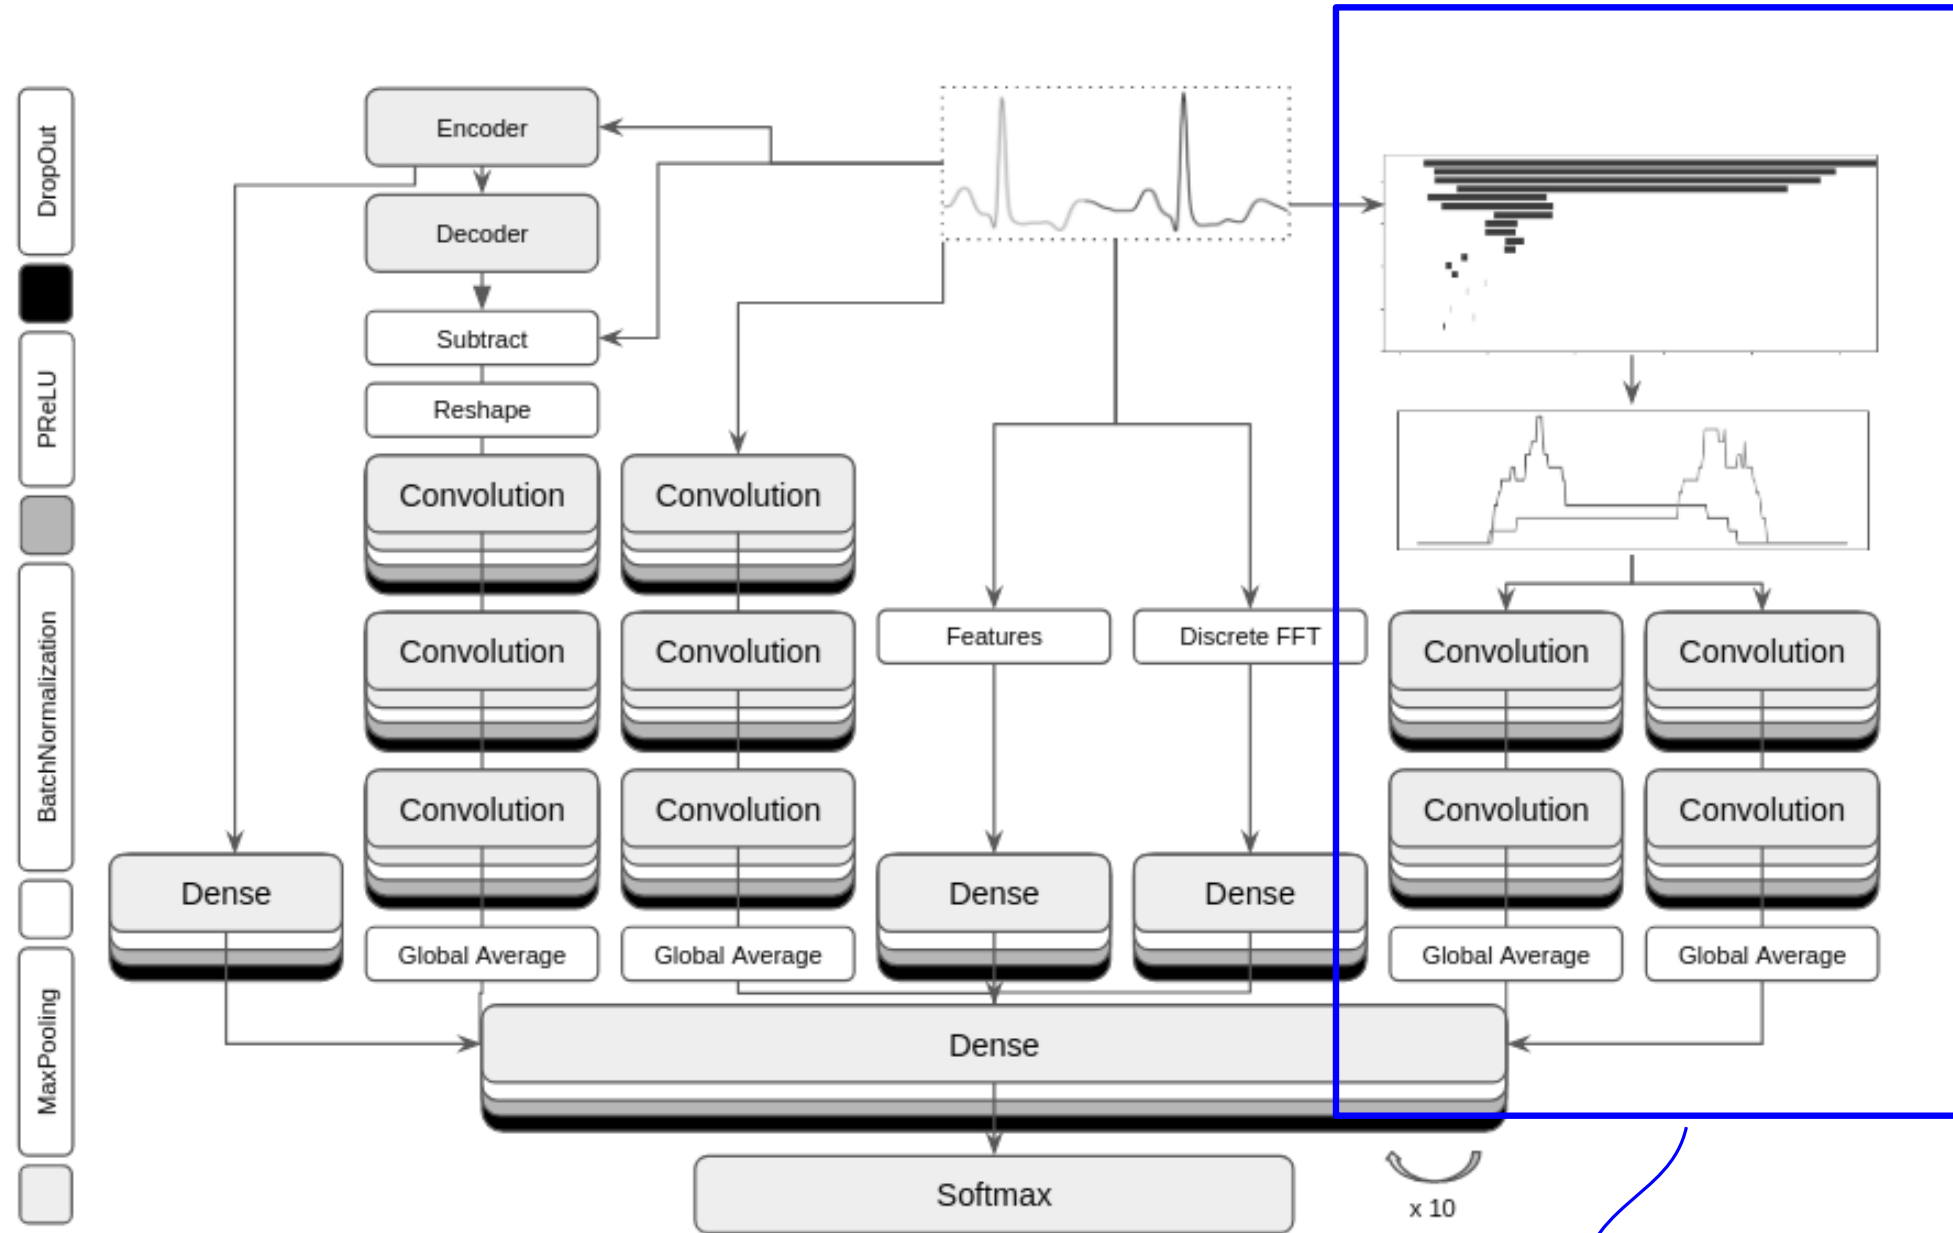 DropOut
PReLU
BatchNormalization
MaxPooling
Encoder
Decoder
Subtract
Reshape
Convolution
Convolution
Convolution
Convolution
Convolution
Convolution
Features
Discrete FFT
Convolution
Convolution
Convolution
Convolution
Dense
Dense
Dense
Global Average
Global Average
Global Average
Global Average
Dense
Softmax
x 10